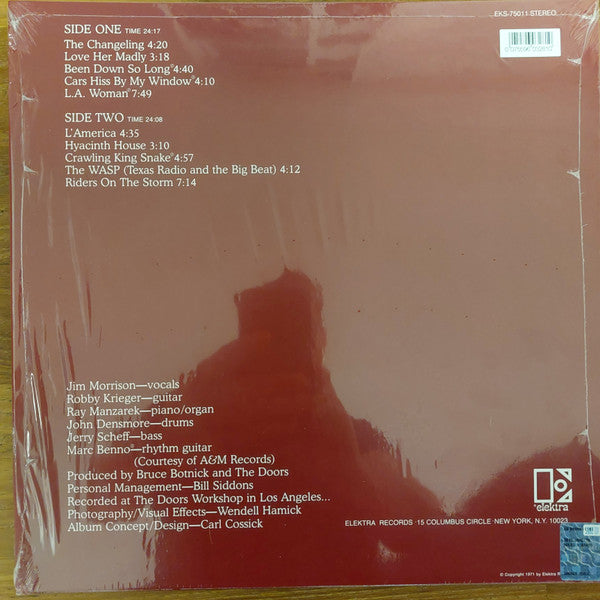 EKS-75011 STEREO
SIDE ONE TIME 24:17
The Changeling 4:20
Love Her Madly 3:18
Been Down So Long* 4:40
Cars Hiss By My Window* 4:10
L.A. Woman* 7:49
SIDE TWO TIME 24:08
L'America 4:35
Hyacinth House 3:10
Crawling King Snake* 4:57
The WASP (Texas Radio and the Big Beat) 4:12
Riders On The Storm 7:14
Jim Morrison—vocals
Robby Krieger—guitar
Ray Manzarek—piano/organ
John Densmore—drums
Jerry Scheff—bass
Marc Benno*—rhythm guitar
(Courtesy of A&M Records)
Produced by Bruce Botnick and The Doors
Personal Management—Bill Siddons
Recorded at The Doors Workshop in Los Angeles...
Photography/Visual Effects—Wendell Hamick
Album Concept/Design—Carl Cossick
elektra
ELEKTRA RECORDS · 15 COLUMBUS CIRCLE · NEW YORK, N.Y. 10023
© Copyright 1971 by Elektra